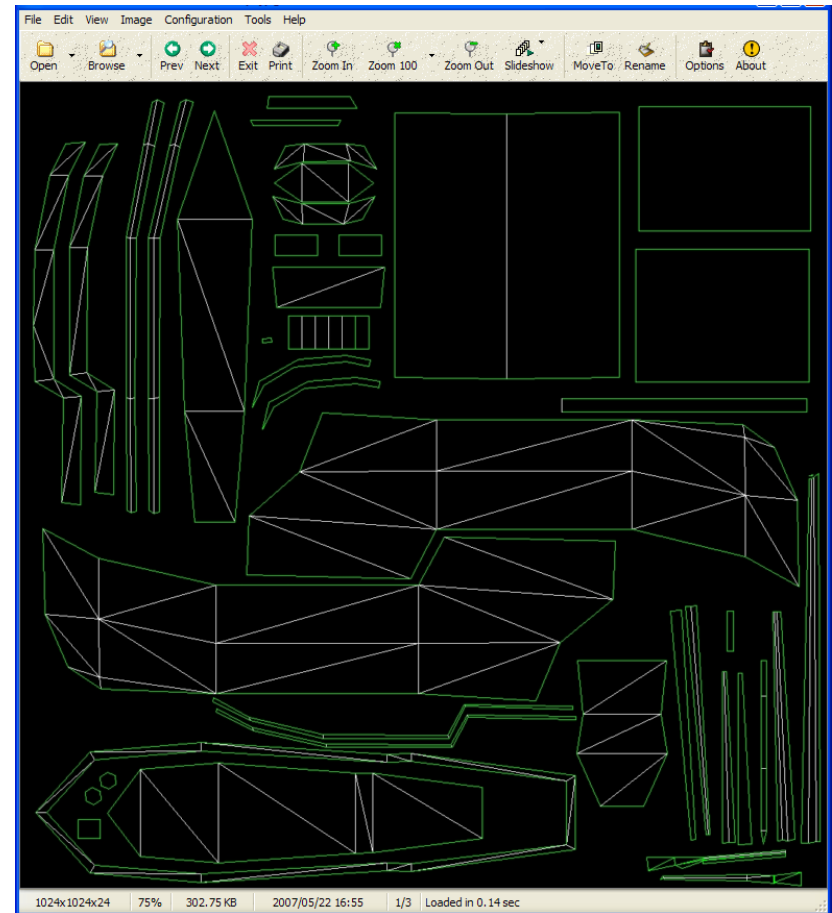 File Edit View Image Configuration Tools Help
Open Browse Prev Next Exit Print Zoom In Zoom 100 Zoom Out Slideshow MoveTo Rename Options About
1024x1024x24 75% 302.75 KB 2007/05/22 16:55 1/3 Loaded in 0.14 sec